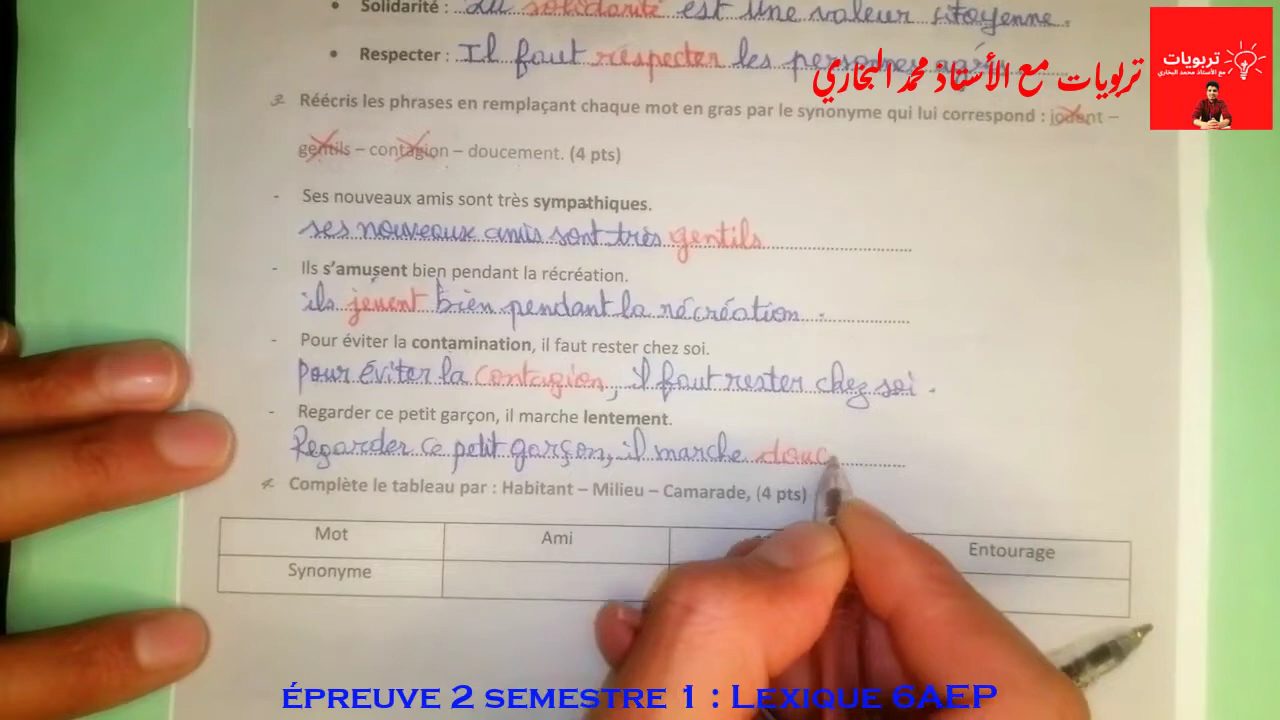 • Solidarité : La solidarité est une valeur citoyenne.
• Respecter : Il faut respecter les personnes
تربويات مع الأستاذ محمد البخاري
تربويات
مع الأستاذ محمد البخاري
3. Réécris les phrases en remplaçant chaque mot en gras par le synonyme qui lui correspond : jouent –
gentils – contagion – doucement. (4 pts)
- Ses nouveaux amis sont très sympathiques.
ses nouveaux amis sont très gentils
- Ils s’amusent bien pendant la récréation.
ils jeuent bien pendant la récréation.
- Pour éviter la contamination, il faut rester chez soi.
Pour éviter la contagion, il faut rester chez soi.
- Regarder ce petit garçon, il marche lentement.
Regarder ce petit garçon, il marche douc
4. Complète le tableau par : Habitant – Milieu – Camarade, (4 pts)
Mot Ami Entourage
Synonyme
épreuve 2 semestre 1 : Lexique 6AEP